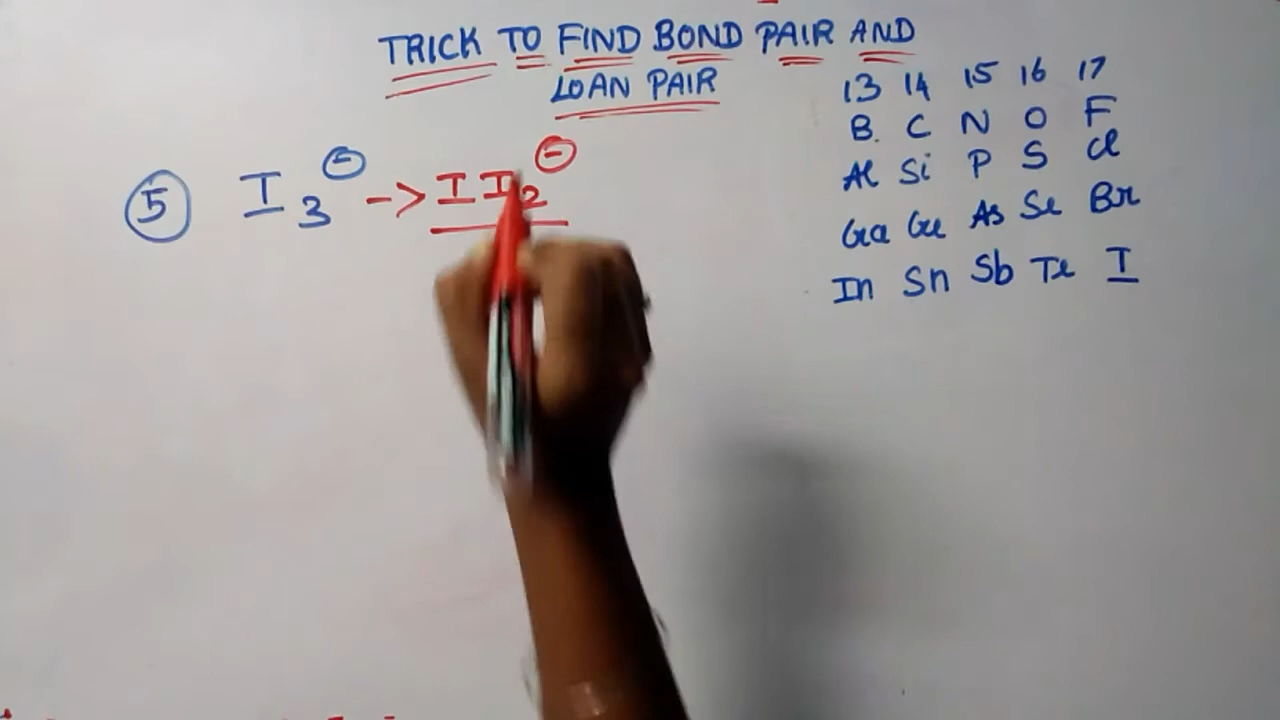 TRICK TO FIND BOND PAIR AND
LOAN PAIR
13 14 15 16 17
B C N O F
Al Si P S Cl
Ga Ge As Se Br
In Sn Sb Te I
5 I3⊖ -> II2⊖